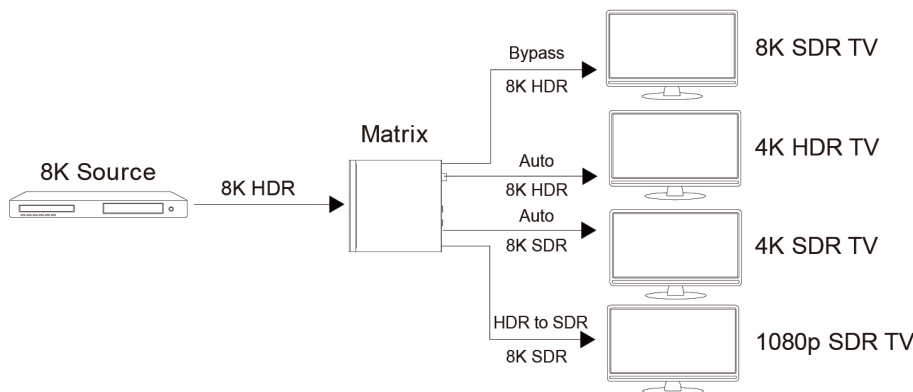 8K Source
8K HDR
Matrix
Bypass
8K HDR
8K SDR TV
Auto
8K HDR
4K HDR TV
Auto
8K SDR
4K SDR TV
HDR to SDR
8K SDR
1080p SDR TV